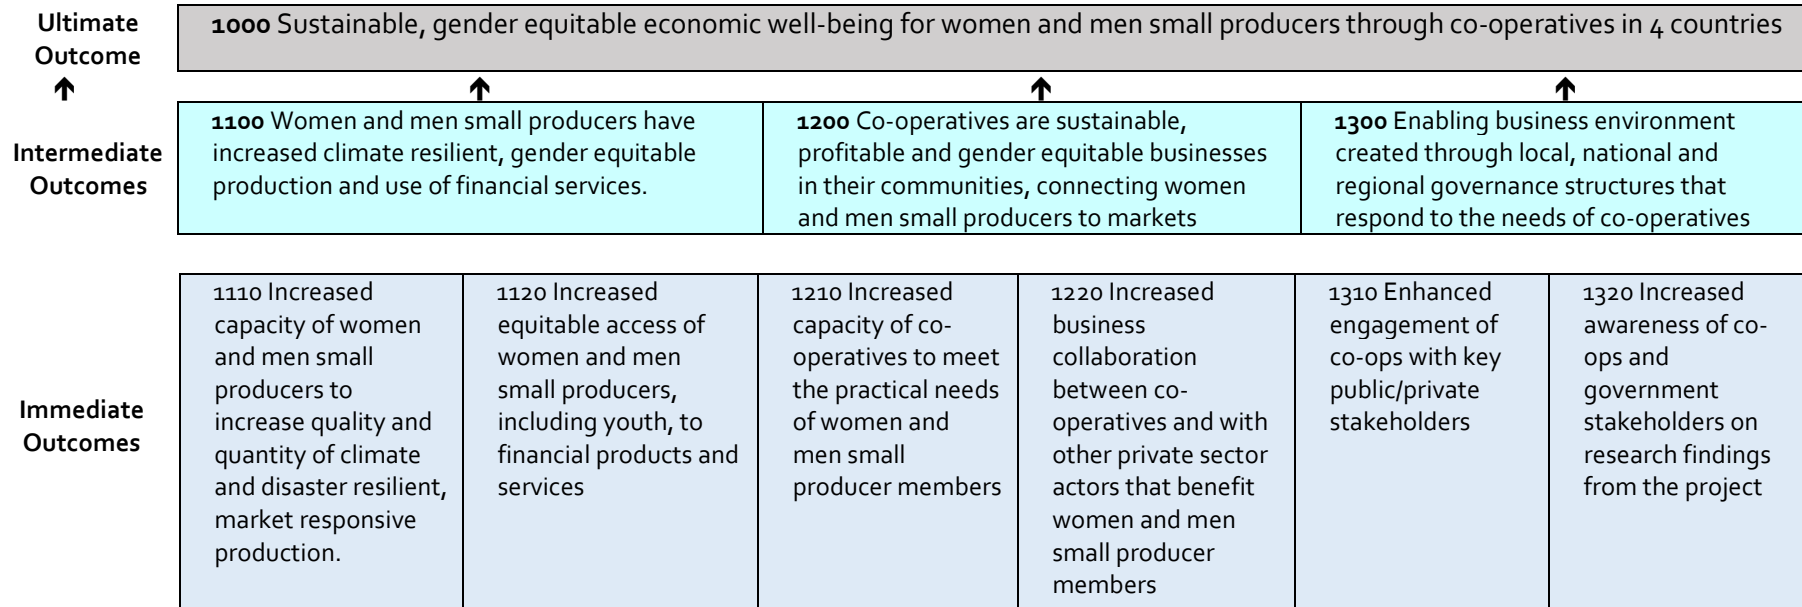 Ultimate
Outcome
1000 Sustainable, gender equitable economic well-being for women and men small producers through co-operatives in 4 countries
Intermediate
Outcomes
1100 Women and men small producers have
increased climate resilient, gender equitable
production and use of financial services.
1200 Co-operatives are sustainable,
profitable and gender equitable businesses
in their communities, connecting women
and men small producers to markets
1300 Enabling business environment
created through local, national and
regional governance structures that
respond to the needs of co-operatives
Immediate
Outcomes
1110 Increased
capacity of women
and men small
producers to
increase quality and
quantity of climate
and disaster resilient,
market responsive
production.
1120 Increased
equitable access of
women and men
small producers,
including youth, to
financial products and
services
1210 Increased
capacity of co-
operatives to meet
the practical needs
of women and
men small
producer members
1220 Increased
business
collaboration
between co-
operatives and with
other private sector
actors that benefit
women and men
small producer
members
1310 Enhanced
engagement of
co-ops with key
public/private
stakeholders
1320 Increased
awareness of co-
ops and
government
stakeholders on
research findings
from the project